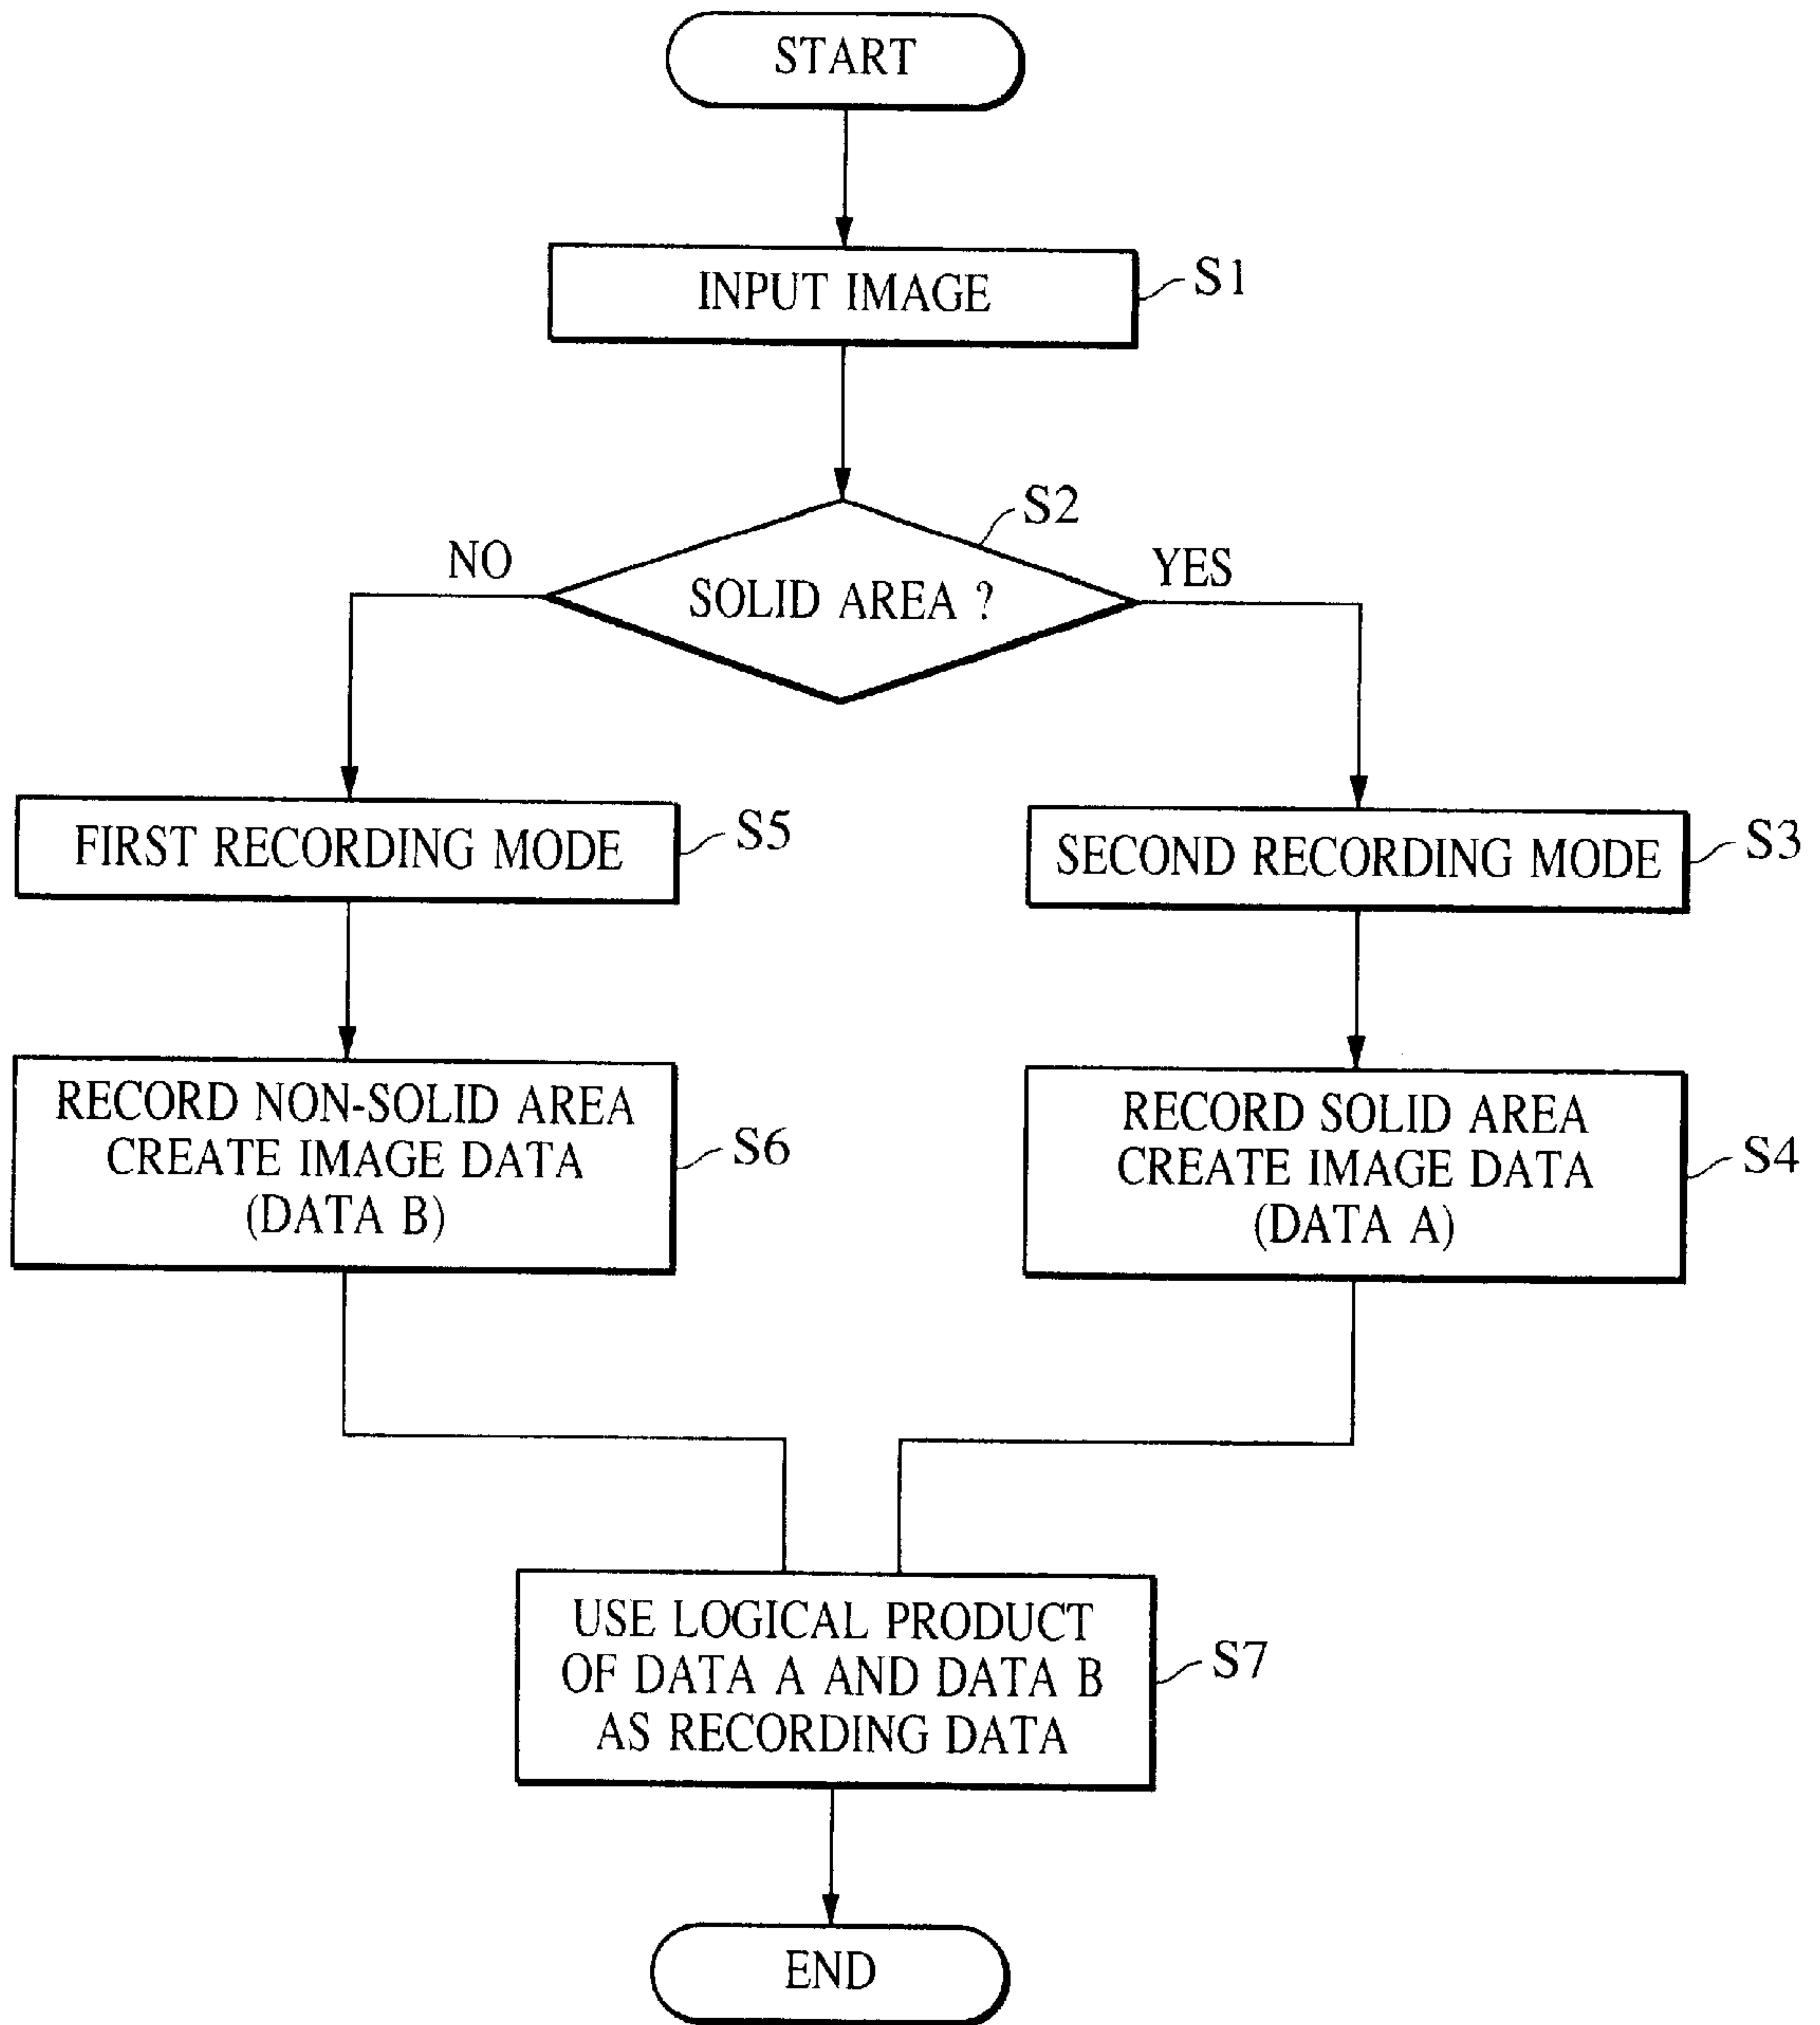 START
INPUT IMAGE
S1
S2
NO
YES
SOLID AREA ?
FIRST RECORDING MODE
S5
SECOND RECORDING MODE
S3
RECORD NON-SOLID AREA
CREATE IMAGE DATA
(DATA B)
S6
RECORD SOLID AREA
CREATE IMAGE DATA
(DATA A)
S4
USE LOGICAL PRODUCT
OF DATA A AND DATA B
AS RECORDING DATA
S7
END